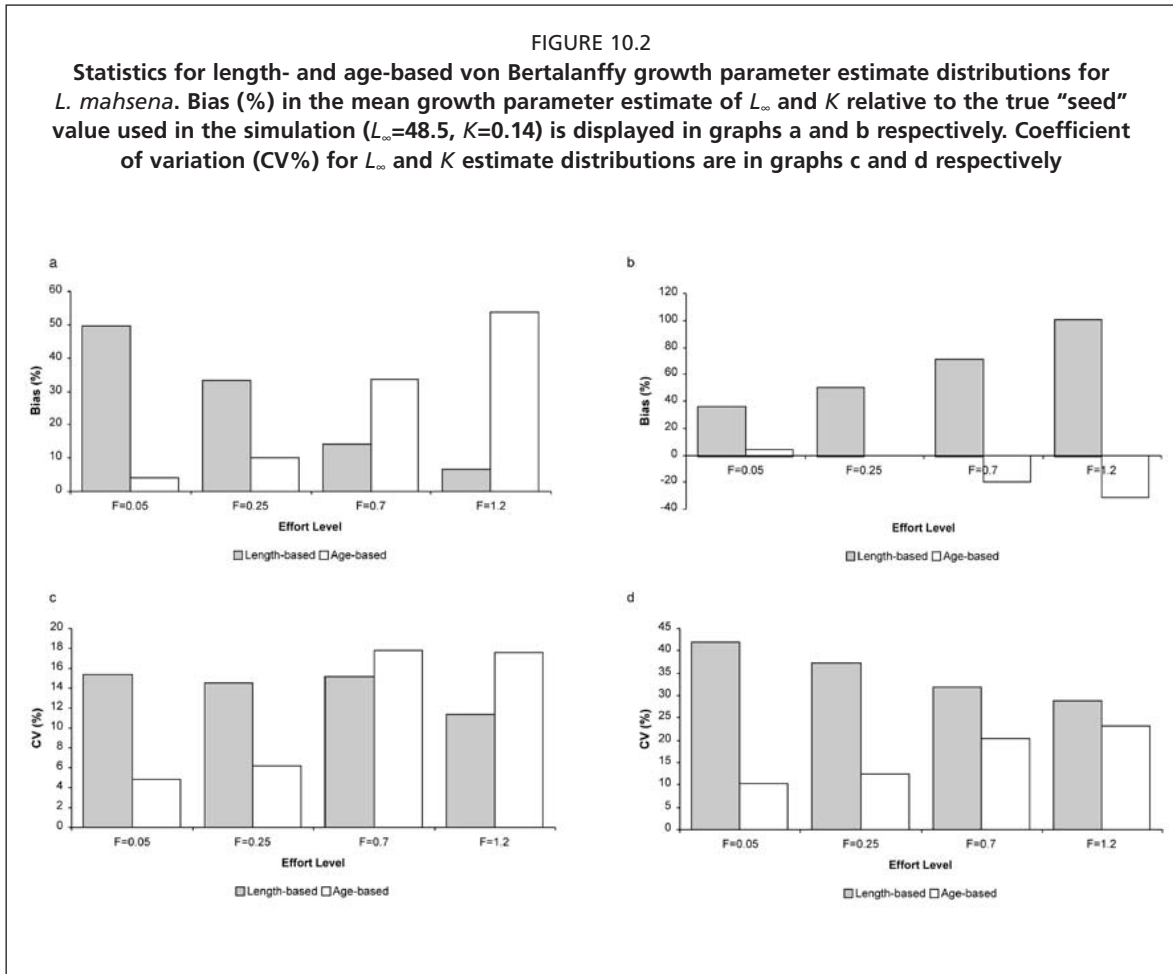 FIGURE 10.2
Statistics for length- and age-based von Bertalanffy growth parameter estimate distributions for
L. mahsena. Bias (%) in the mean growth parameter estimate of L∞ and K relative to the true “seed”
value used in the simulation (L∞=48.5, K=0.14) is displayed in graphs a and b respectively. Coefficient
of variation (CV%) for L∞ and K estimate distributions are in graphs c and d respectively
a
60
50
40
30
20
10
0
Bias (%)
F=0.05 F=0.25 F=0.7 F=1.2
Effort Level
Length-based Age-based
b
120
100
80
60
40
20
0
-20
-40
Bias (%)
F=0.05 F=0.25 F=0.7 F=1.2
Effort Level
Length-based Age-based
c
20
18
16
14
12
10
8
6
4
2
0
CV (%)
F=0.05 F=0.25 F=0.7 F=1.2
Effort Level
Length-based Age-based
d
45
40
35
30
25
20
15
10
5
0
CV (%)
F=0.05 F=0.25 F=0.7 F=1.2
Effort Level
Length-based Age-based